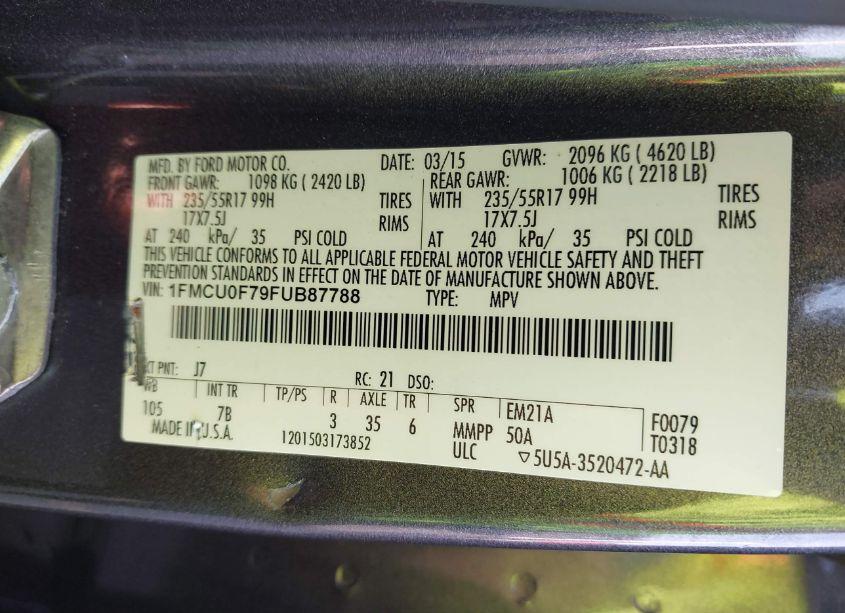 MFD. BY FORD MOTOR CO. DATE: 03/15 GVWR: 2096 KG ( 4620 LB)
FRONT GAWR: 1098 KG ( 2420 LB) REAR GAWR: 1006 KG ( 2218 LB)
WITH 235/55R17 99H TIRES WITH 235/55R17 99H TIRES
17X7.5J RIMS 17X7.5J RIMS
AT 240 kPa/ 35 PSI COLD AT 240 kPa/ 35 PSI COLD
THIS VEHICLE CONFORMS TO ALL APPLICABLE FEDERAL MOTOR VEHICLE SAFETY AND THEFT
PREVENTION STANDARDS IN EFFECT ON THE DATE OF MANUFACTURE SHOWN ABOVE.
VIN: 1FMCU0F79FUB87788 TYPE: MPV
PNT: J7 RC: 21 DSO:
WB INT TR TP/PS R AXLE TR SPR EM21A F0079
105 7B 3 35 6 MMPP 50A T0318
MADE IN U.S.A. 1201503173852 ULC ▽5U5A-3520472-AA